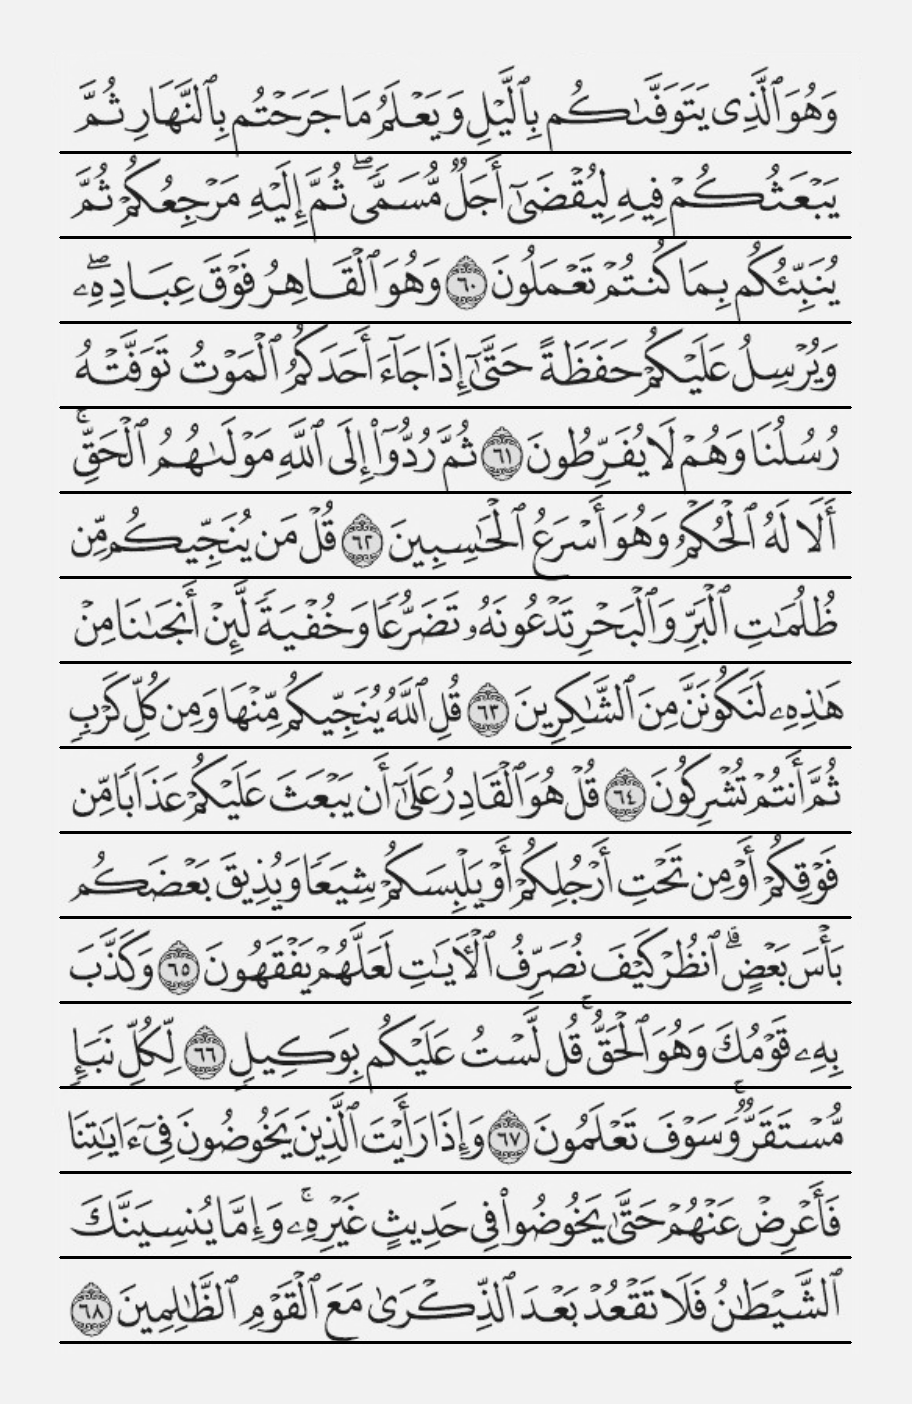 وَهُوَ ٱلَّذِى يَتَوَفَّىٰكُم بِٱلَّيْلِ وَيَعْلَمُ مَا جَرَحْتُم بِٱلنَّهَارِ ثُمَّ
يَبْعَثُكُمْ فِيهِ لِيُقْضَىٰٓ أَجَلٌ مُّسَمًّى ۖ ثُمَّ إِلَيْهِ مَرْجِعُكُمْ ثُمَّ
يُنَبِّئُكُم بِمَا كُنتُمْ تَعْمَلُونَ ٦٠ وَهُوَ ٱلْقَاهِرُ فَوْقَ عِبَادِهِۦ ۖ
وَيُرْسِلُ عَلَيْكُمْ حَفَظَةً حَتَّىٰٓ إِذَا جَآءَ أَحَدَكُمُ ٱلْمَوْتُ تَوَفَّتْهُ
رُسُلُنَا وَهُمْ لَا يُفَرِّطُونَ ٦١ ثُمَّ رُدُّوٓا۟ إِلَى ٱللَّهِ مَوْلَىٰهُمُ ٱلْحَقِّ ۚ
أَلَا لَهُ ٱلْحُكْمُ وَهُوَ أَسْرَعُ ٱلْحَـٰسِبِينَ ٦٢ قُلْ مَن يُنَجِّيكُم مِّن
ظُلُمَـٰتِ ٱلْبَرِّ وَٱلْبَحْرِ تَدْعُونَهُۥ تَضَرُّعًا وَخُفْيَةً لَّئِنْ أَنجَىٰنَا مِنْ
هَـٰذِهِۦ لَنَكُونَنَّ مِنَ ٱلشَّـٰكِرِينَ ٦٣ قُلِ ٱللَّهُ يُنَجِّيكُم مِّنْهَا وَمِن كُلِّ كَرْبٍ
ثُمَّ أَنتُمْ تُشْرِكُونَ ٦٤ قُلْ هُوَ ٱلْقَادِرُ عَلَىٰٓ أَن يَبْعَثَ عَلَيْكُمْ عَذَابًا مِّن
فَوْقِكُمْ أَوْ مِن تَحْتِ أَرْجُلِكُمْ أَوْ يَلْبِسَكُمْ شِيَعًا وَيُذِيقَ بَعْضَكُم
بَأْسَ بَعْضٍ ۗ ٱنظُرْ كَيْفَ نُصَرِّفُ ٱلْـَٔايَـٰتِ لَعَلَّهُمْ يَفْقَهُونَ ٦٥ وَكَذَّبَ
بِهِۦ قَوْمُكَ وَهُوَ ٱلْحَقُّ ۚ قُل لَّسْتُ عَلَيْكُم بِوَكِيلٍ ٦٦ لِّكُلِّ نَبَإٍ
مُّسْتَقَرٌّ ۚ وَسَوْفَ تَعْلَمُونَ ٦٧ وَإِذَا رَأَيْتَ ٱلَّذِينَ يَخُوضُونَ فِىٓ ءَايَـٰتِنَا
فَأَعْرِضْ عَنْهُمْ حَتَّىٰ يَخُوضُوا۟ فِى حَدِيثٍ غَيْرِهِۦ ۚ وَإِمَّا يُنسِيَنَّكَ
ٱلشَّيْطَـٰنُ فَلَا تَقْعُدْ بَعْدَ ٱلذِّكْرَىٰ مَعَ ٱلْقَوْمِ ٱلظَّـٰلِمِينَ ٦٨